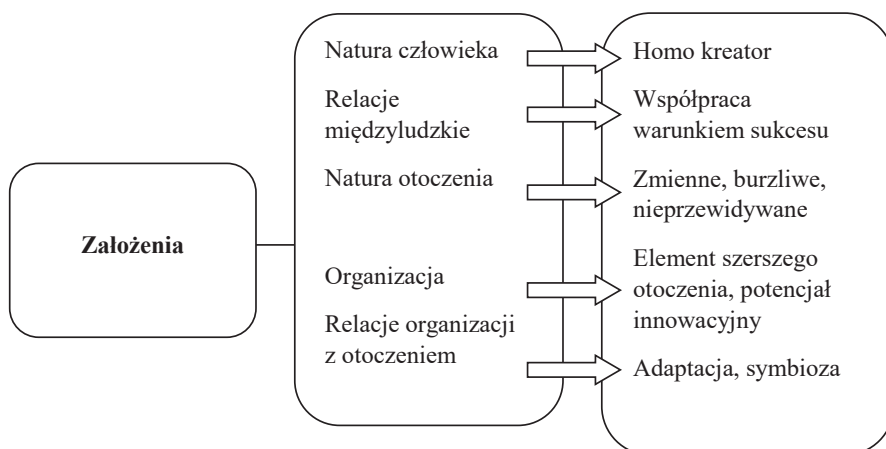 Założenia
Natura człowieka
Relacje
międzyludzkie
Natura otoczenia
Organizacja
Relacje organizacji
z otoczeniem
Homo kreator
Współpraca
warunkiem sukcesu
Zmienne, burzliwe,
nieprzewidywane
Element szerszego
otoczenia, potencjał
innowacyjny
Adaptacja, symbioza